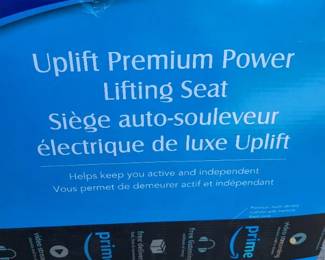 Uplift Premium Power
Lifting Seat
Siège auto-souleveur
électrique de luxe Uplift
Helps keep you active and independent
Vous permet de demeurer actif et indépendant
prime
free
prime